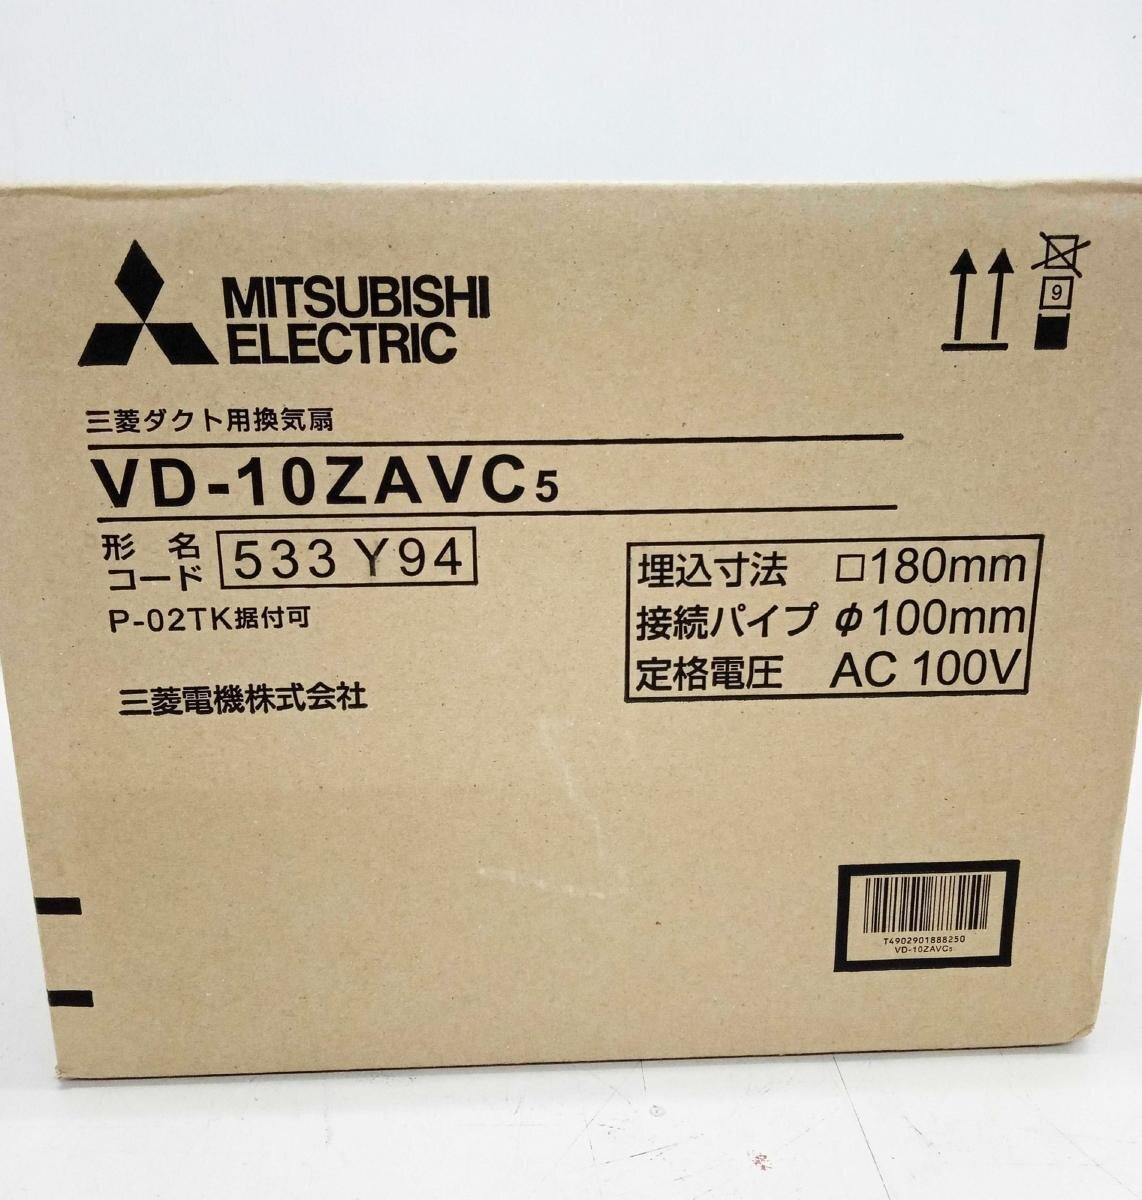 MITSUBISHI
ELECTRIC
9
三菱ダクト用換気扇
VD-10ZAVC5
形名
コード
533Y94
P-02TK据付可
三菱電機株式会社
埋込寸法 □180mm
接続パイプ φ100mm
定格電圧 AC 100V
T4902901888250
VD-10ZAVC5